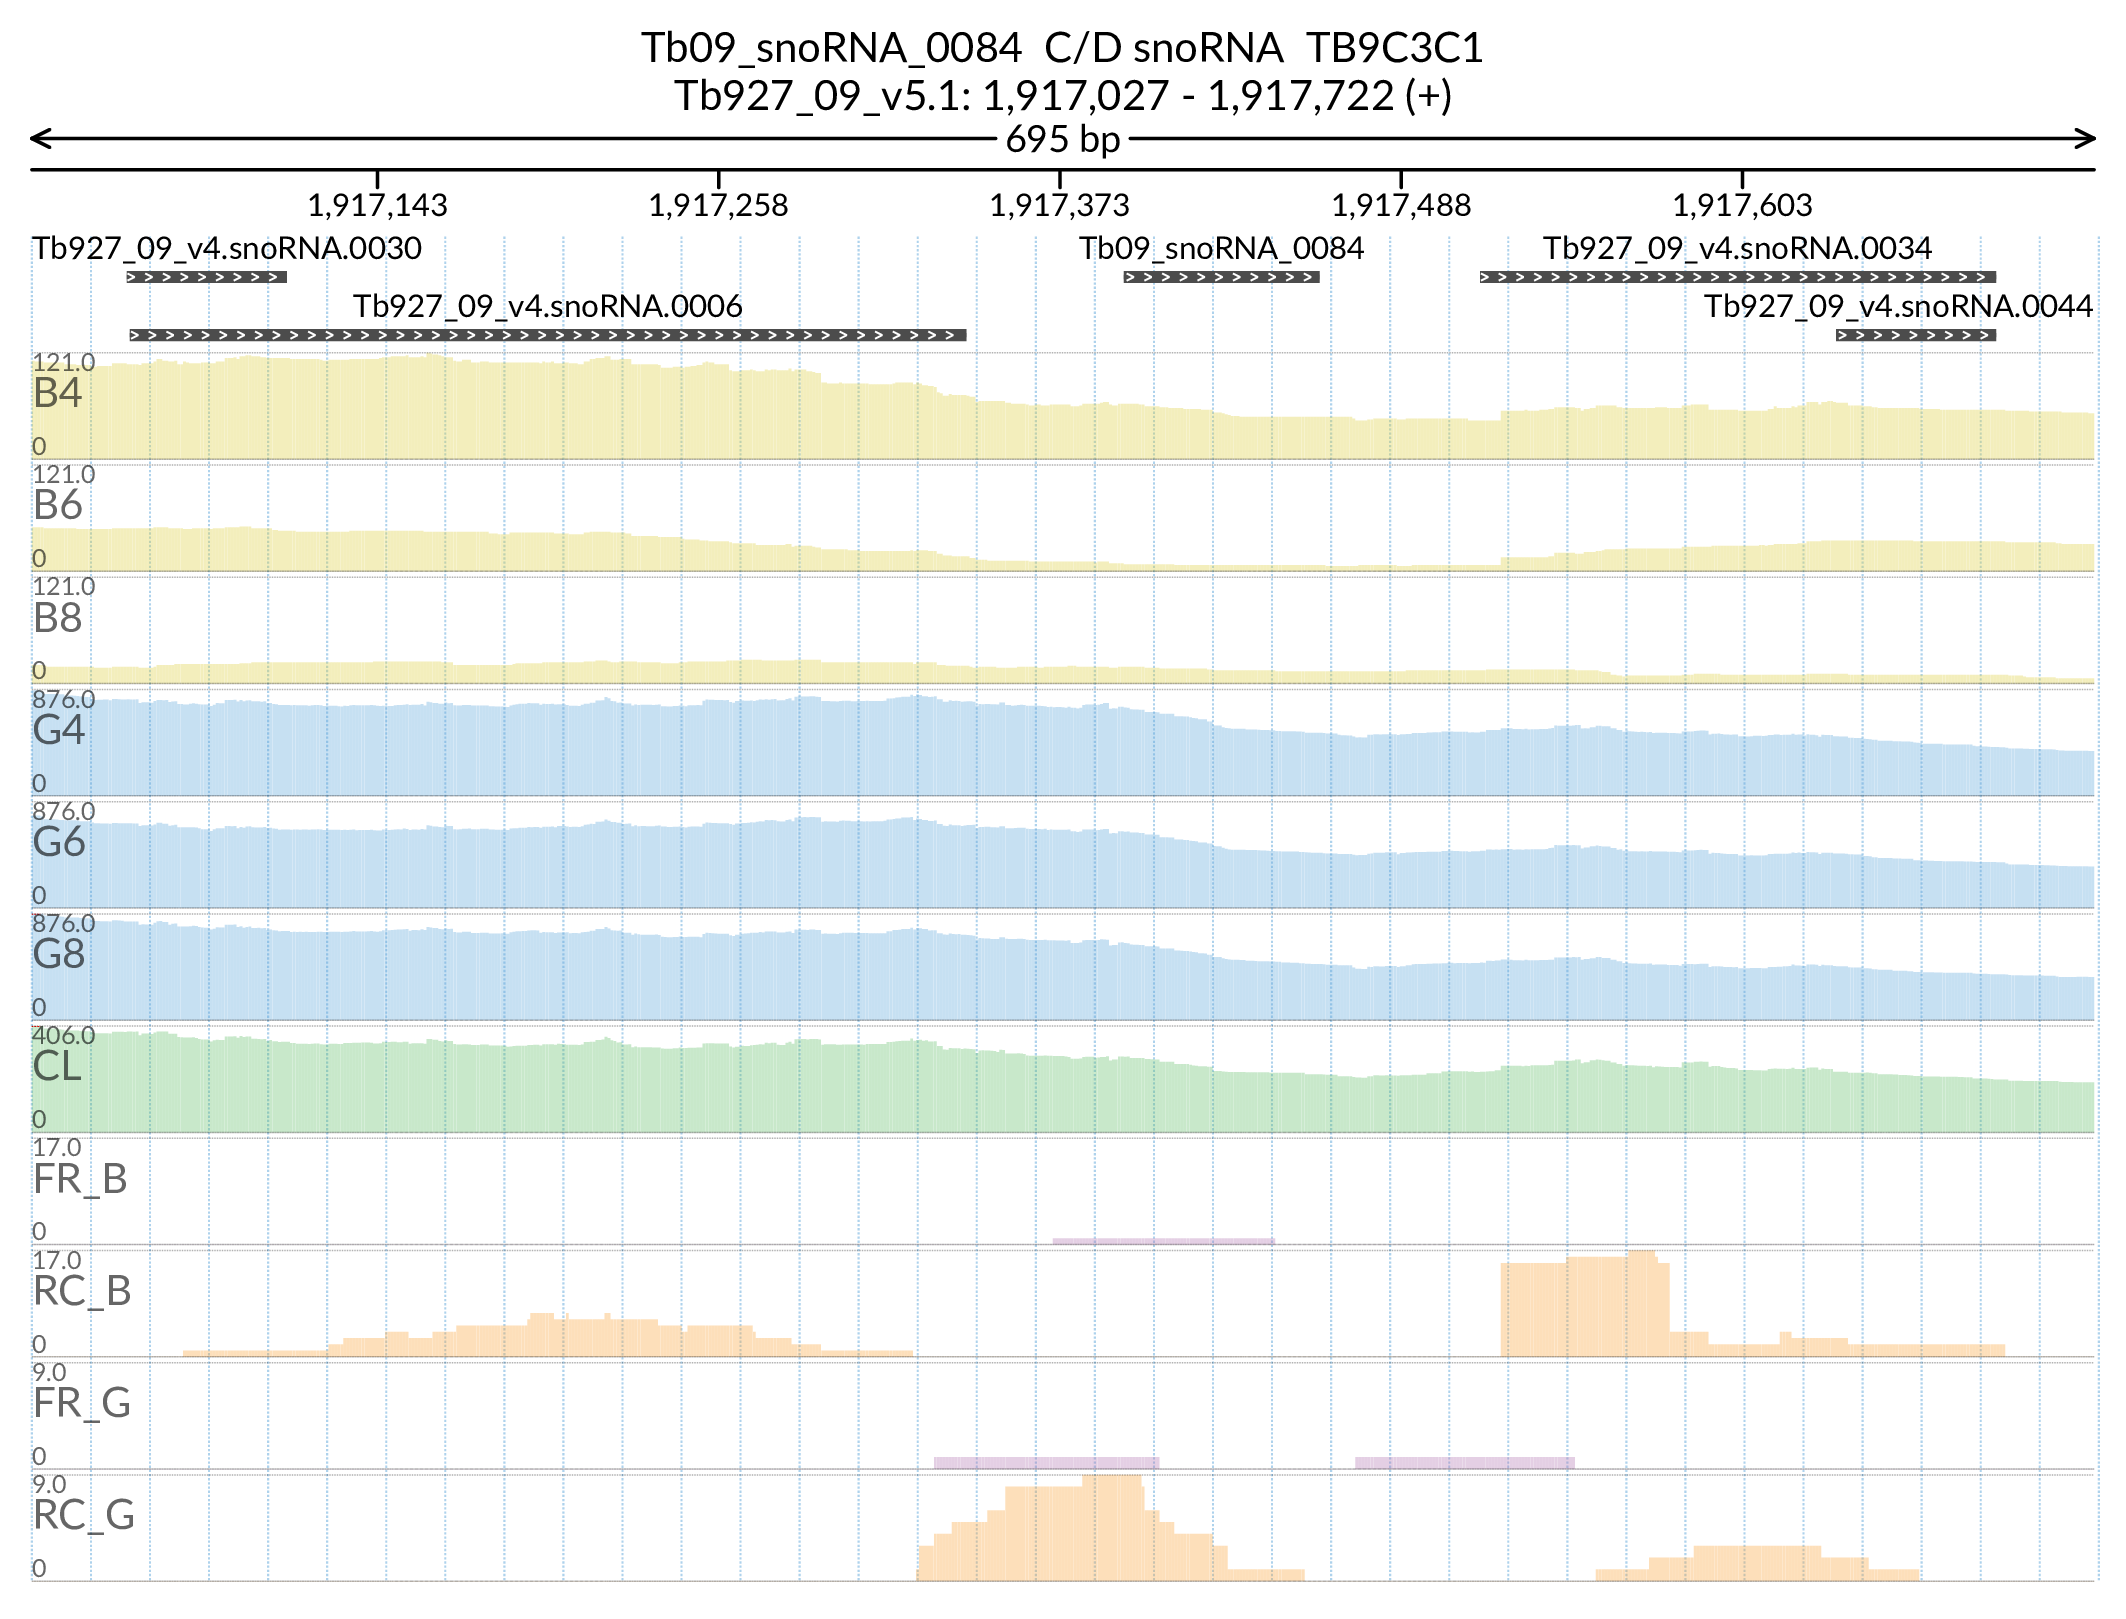 Tb09_snoRNA_0084 C/D snoRNA TB9C3C1
Tb927_09_v5.1: 1,917,027 - 1,917,722 (+)
695 bp
1,917,143 1,917,258 1,917,373 1,917,488 1,917,603
Tb927_09_v4.snoRNA.0030 Tb09_snoRNA_0084 Tb927_09_v4.snoRNA.0034
Tb927_09_v4.snoRNA.0006 Tb927_09_v4.snoRNA.0044
121.0
B4
0
121.0
B6
0
121.0
B8
0
876.0
G4
0
876.0
G6
0
876.0
G8
0
406.0
CL
0
17.0
FR_B
0
17.0
RC_B
0
9.0
FR_G
0
9.0
RC_G
0